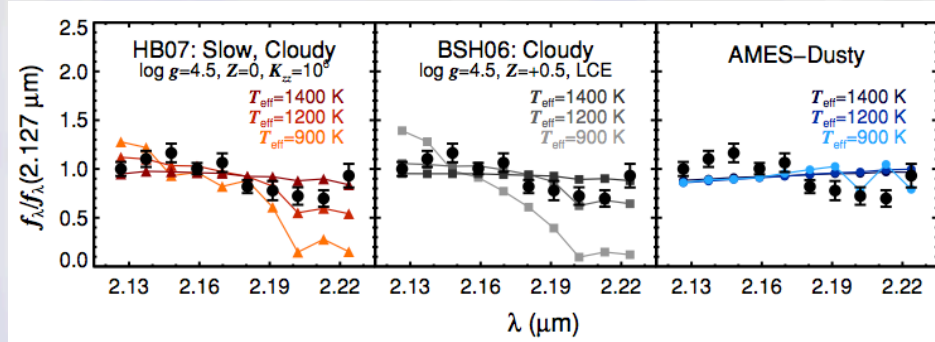 2.5
2.0
1.5
1.0
0.5
0.0
fλ/fλ(2.127 μm)
HB07: Slow, Cloudy
log g=4.5, Z=0, Kzz=10⁶
Teff=1400 K
Teff=1200 K
Teff=900 K
BSH06: Cloudy
log g=4.5, Z=+0.5, LCE
Teff=1400 K
Teff=1200 K
Teff=900 K
AMES–Dusty
Teff=1400 K
Teff=1200 K
Teff=900 K
2.13 2.16 2.19 2.22 2.13 2.16 2.19 2.22 2.13 2.16 2.19 2.22
λ (μm)